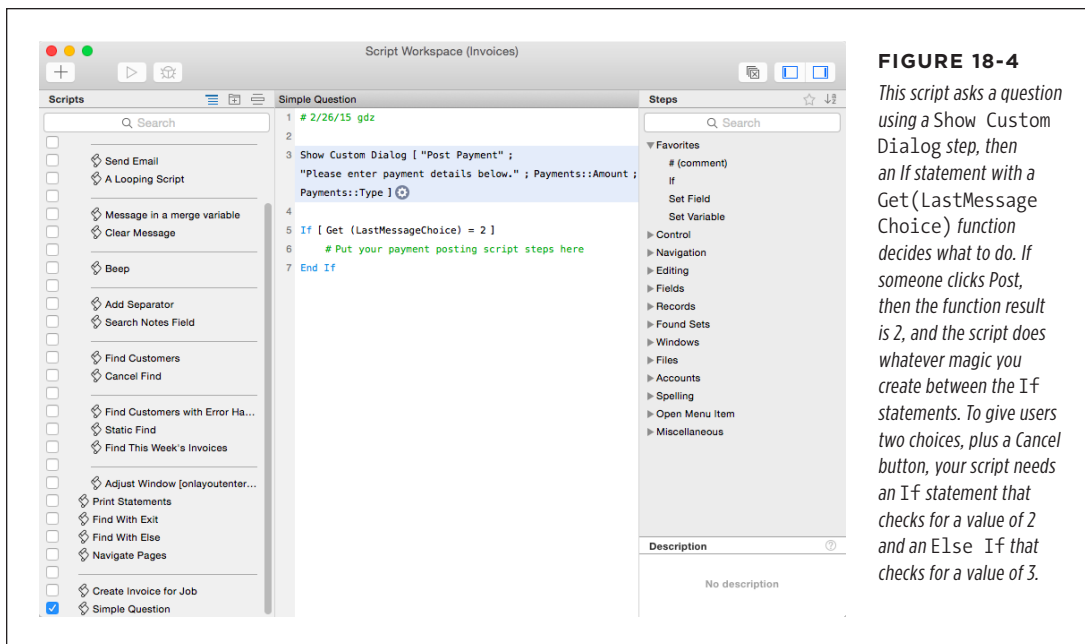 Script Workspace (Invoices)
Scripts
Search
Send Email
A Looping Script
Message in a merge variable
Clear Message
Beep
Add Separator
Search Notes Field
Find Customers
Cancel Find
Find Customers with Error Ha...
Static Find
Find This Week's Invoices
Adjust Window [onlayoutenter...
Print Statements
Find With Exit
Find With Else
Navigate Pages
Create Invoice for Job
Simple Question
Simple Question
1 # 2/26/15 gdz
2
3 Show Custom Dialog [ "Post Payment" ;
"Please enter payment details below." ; Payments::Amount ;
Payments::Type ]
4
5 If [ Get (LastMessageChoice) = 2 ]
6 # Put your payment posting script steps here
7 End If
Steps
Search
Favorites
# (comment)
If
Set Field
Set Variable
Control
Navigation
Editing
Fields
Records
Found Sets
Windows
Files
Accounts
Spelling
Open Menu Item
Miscellaneous
Description
No description
FIGURE 18-4
This script asks a question
using a Show Custom
Dialog step, then
an If statement with a
Get(LastMessage
Choice) function
decides what to do. If
someone clicks Post,
then the function result
is 2, and the script does
whatever magic you
create between the If
statements. To give users
two choices, plus a Cancel
button, your script needs
an If statement that
checks for a value of 2
and an Else If that
checks for a value of 3.